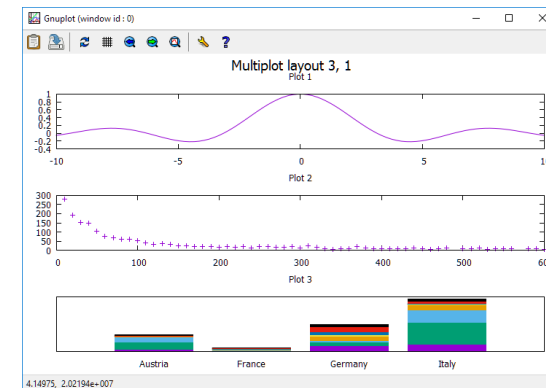 Gnuplot (window id : 0)
Multiplot layout 3, 1
Plot 1
1
0.8
0.6
0.4
0.2
0
-0.2
-0.4
-10 -5 0 5 10
Plot 2
300
250
200
150
100
50
0
0 100 200 300 400 500 600
Plot 3
Austria France Germany Italy
4.14975, 2.02194e+007